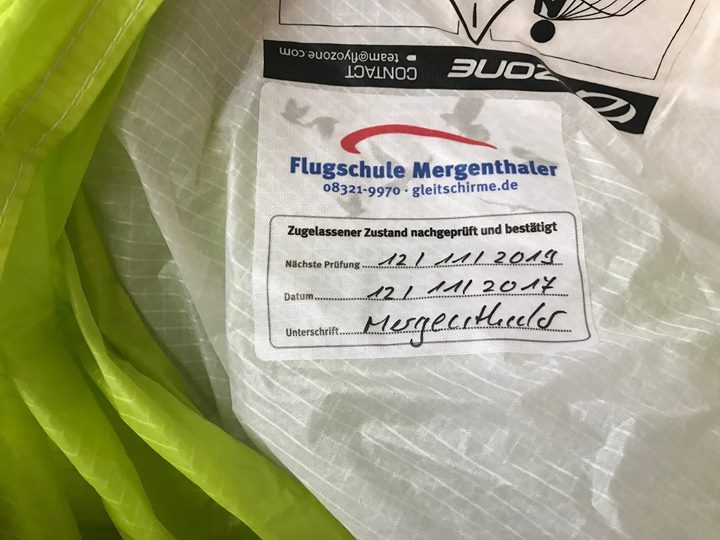 CONTACT
team@flyozone.com
OZONE
Flugschule Mergenthaler
08321-9970 · gleitschirme.de
Zugelassener Zustand nachgeprüft und bestätigt
Nächste Prüfung 12 / 11 / 2019
Datum 12 / 11 / 2017
Unterschrift Mergenthaler